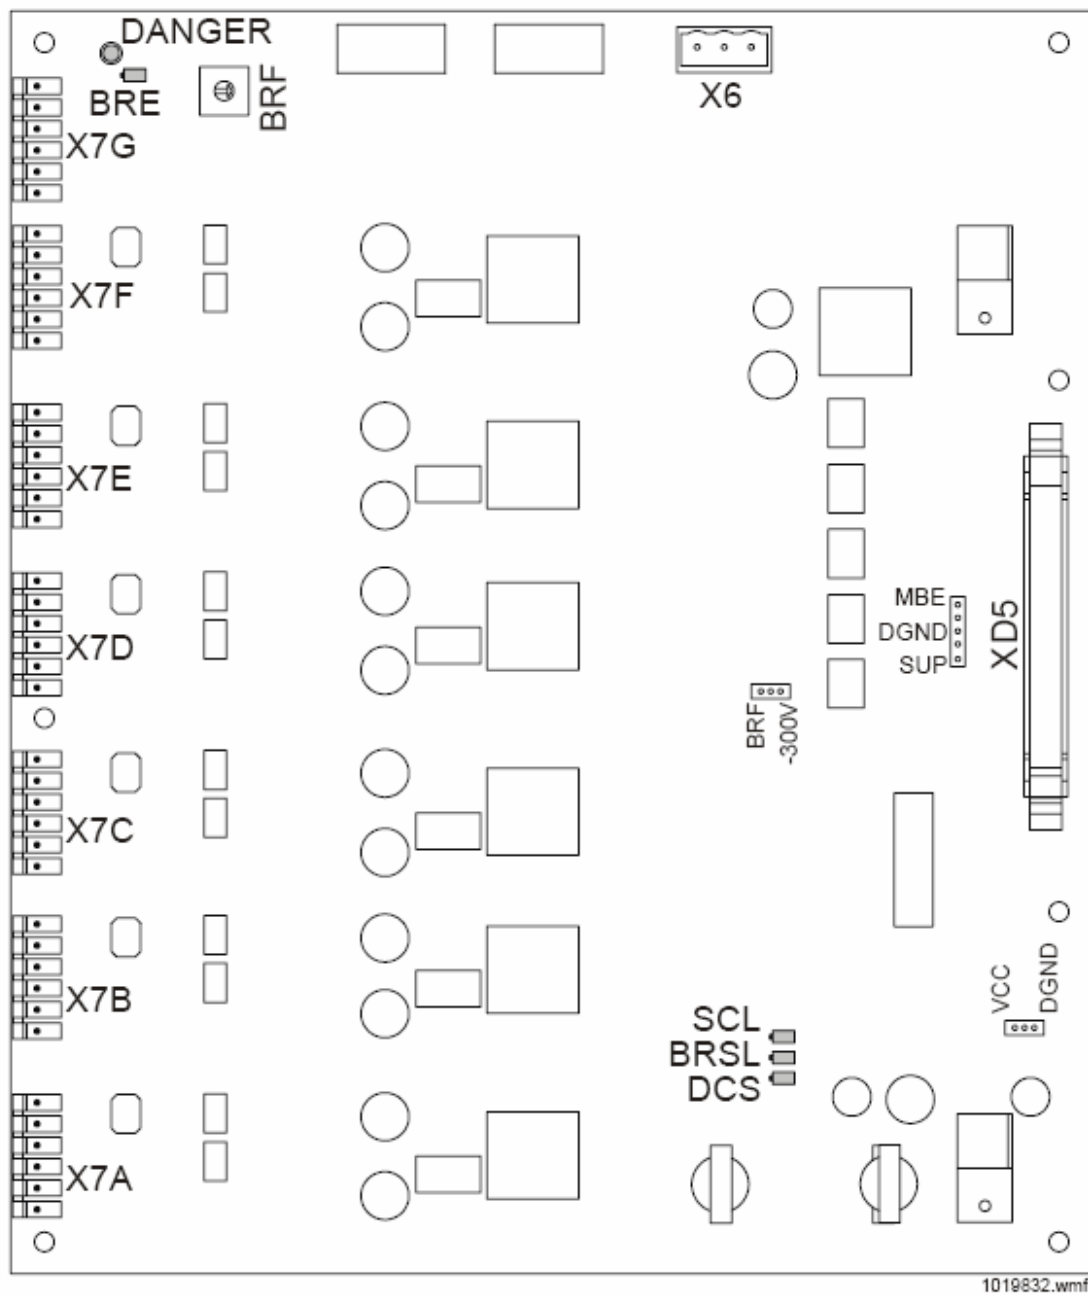 DANGER
BRE
BRF
X6
X7G
X7F
X7E
MBE
DGND
SUP
XD5
X7D
BRF
-300V
X7C
X7B
VCC
DGND
SCL
BRSL
DCS
X7A
1019832.wmf